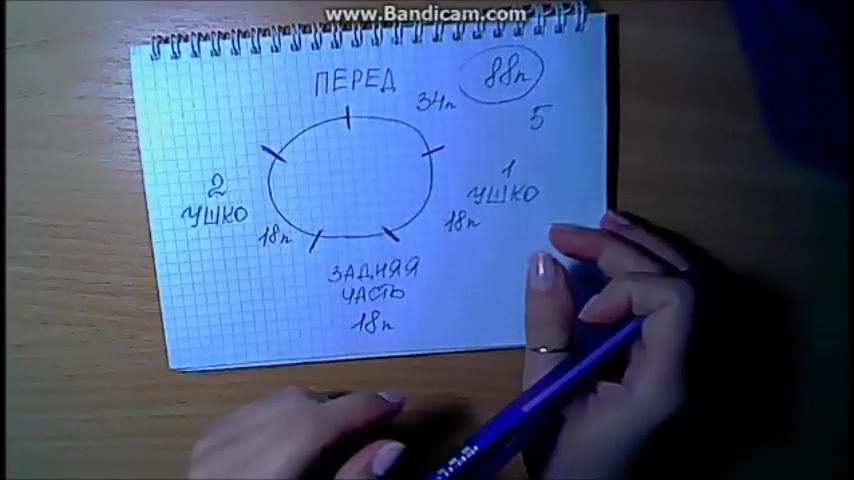 www.Bandicam.com
ПЕРЕД
88п
34п
5
2
УШКО
1
УШКО
18п
18п
ЗАДНЯЯ
ЧАСТЬ
18п